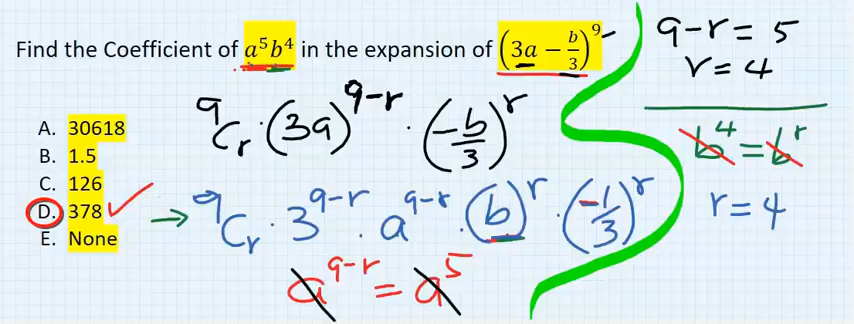 Find the Coefficient of a⁵b⁴ in the expansion of (3a − b/3)⁹
A. 30618
B. 1.5
C. 126
D. 378 ✓
E. None
⁹Cᵣ · (3a)⁹⁻ʳ · (−b/3)ʳ
→ ⁹Cᵣ · 3⁹⁻ʳ · a⁹⁻ʳ · (b)ʳ · (−1/3)ʳ
a⁹⁻ʳ = a⁵
9−r = 5
r = 4
b⁴ = bʳ
r = 4